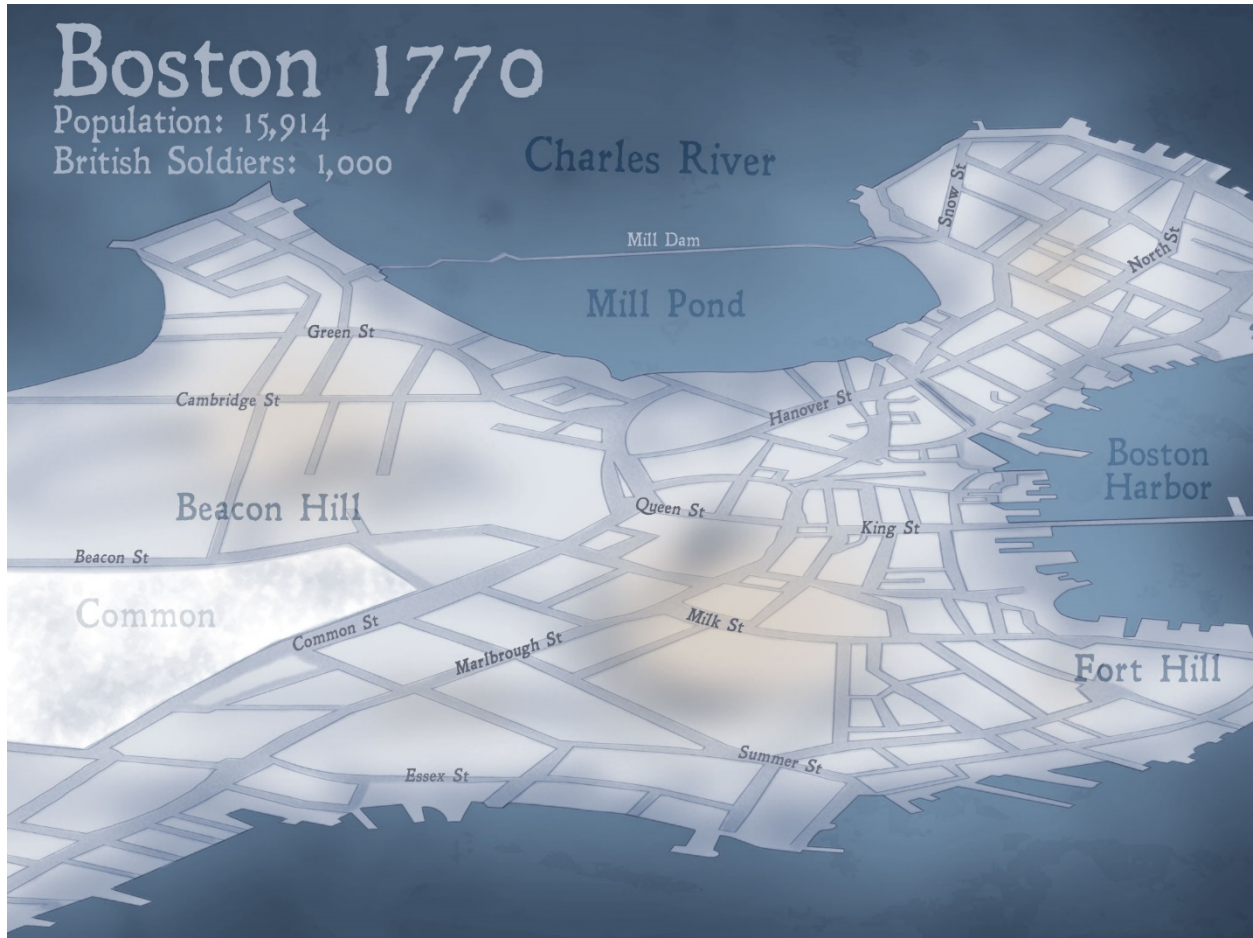 Boston 1770
Population: 15,914
British Soldiers: 1,000
Charles River
Snow St
Mill Dam
North St
Mill Pond
Green St
Cambridge St
Hanover St
Boston
Harbor
Beacon Hill
Queen St
King St
Beacon St
Common
Common St
Milk St
Marlbrough St
Fort Hill
Summer St
Essex St